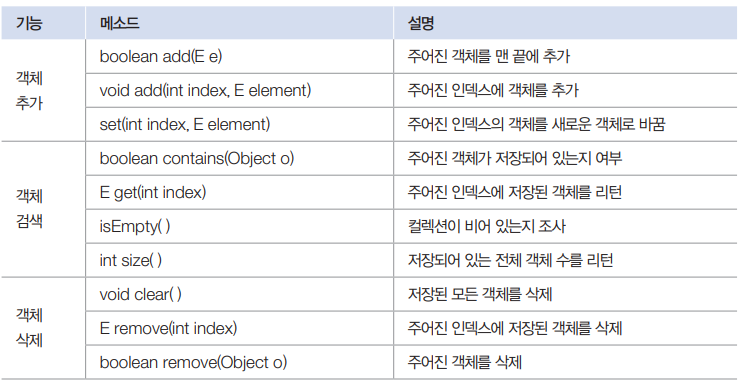 기능 메소드 설명
객체 추가
boolean add(E e) 주어진 객체를 맨 끝에 추가
void add(int index, E element) 주어진 인덱스에 객체를 추가
set(int index, E element) 주어진 인덱스의 객체를 새로운 객체로 바꿈
객체 검색
boolean contains(Object o) 주어진 객체가 저장되어 있는지 여부
E get(int index) 주어진 인덱스에 저장된 객체를 리턴
isEmpty( ) 컬렉션이 비어 있는지 조사
int size( ) 저장되어 있는 전체 객체 수를 리턴
객체 삭제
void clear( ) 저장된 모든 객체를 삭제
E remove(int index) 주어진 인덱스에 저장된 객체를 삭제
boolean remove(Object o) 주어진 객체를 삭제